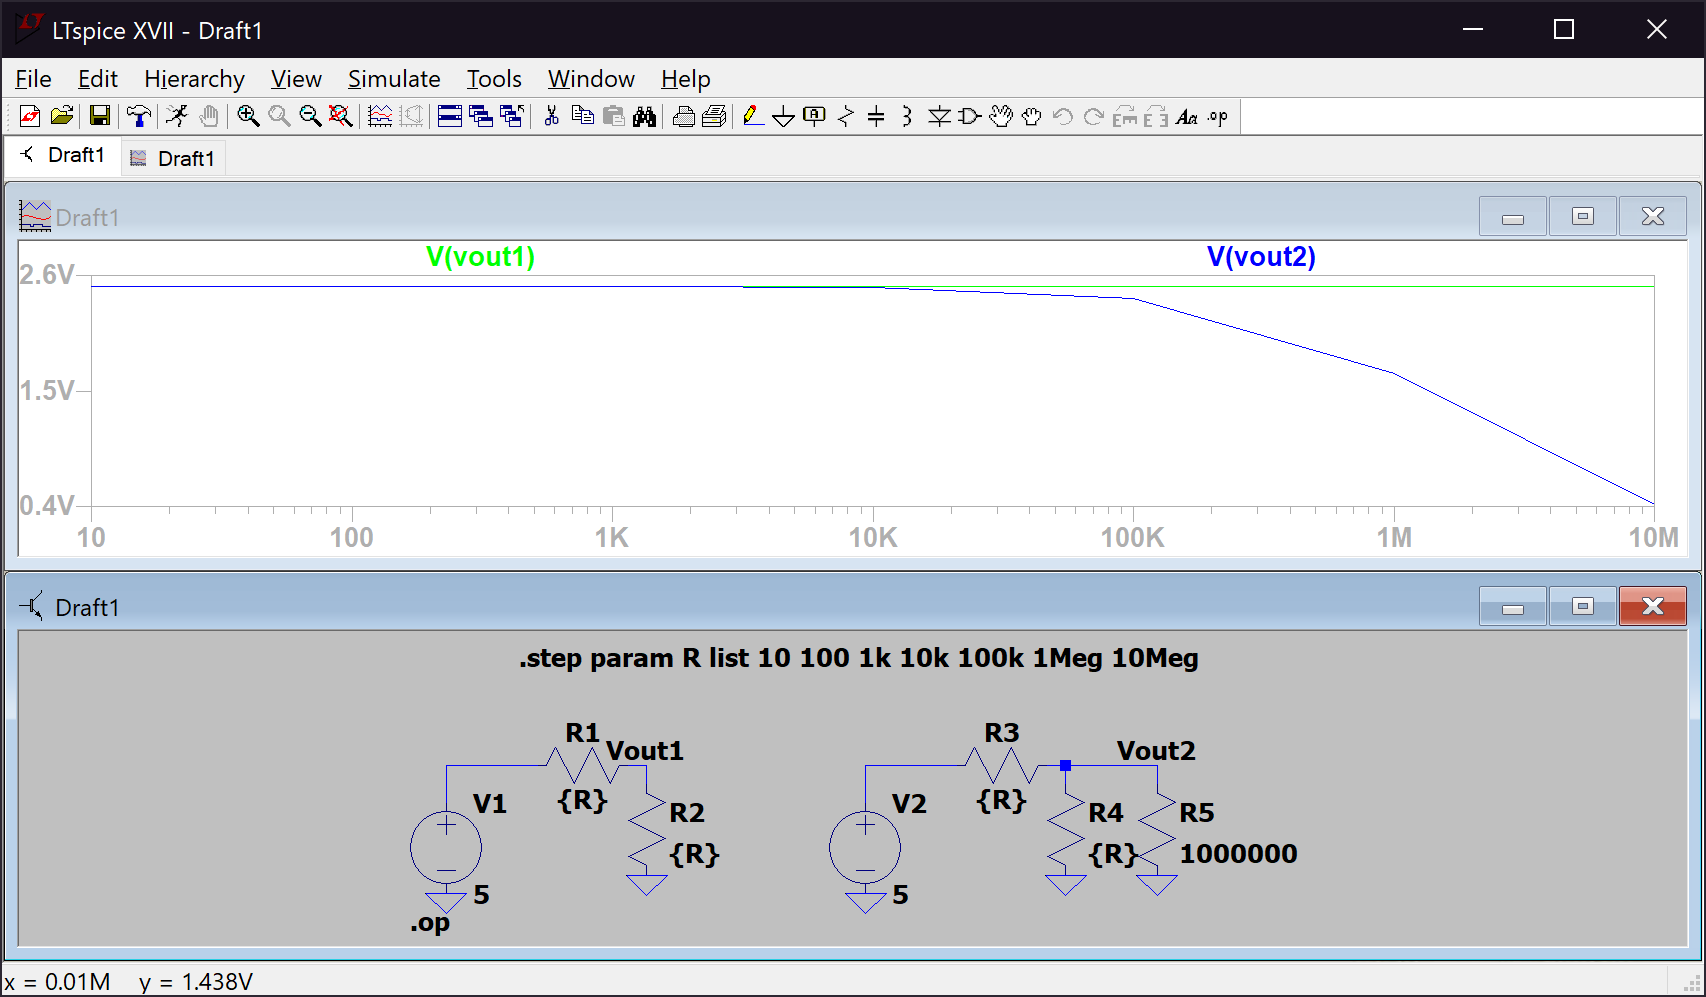 LTspice XVII - Draft1
File Edit Hierarchy View Simulate Tools Window Help
.op
Draft1 Draft1
Draft1
V(vout1) V(vout2)
2.6V
1.5V
0.4V
10 100 1K 10K 100K 1M 10M
Draft1
.step param R list 10 100 1k 10k 100k 1Meg 10Meg
R1 R3
Vout1 Vout2
{R} {R}
V1 V2
R2 R4 R5
{R} {R} 1000000
5 5
.op
x = 0.01M y = 1.438V